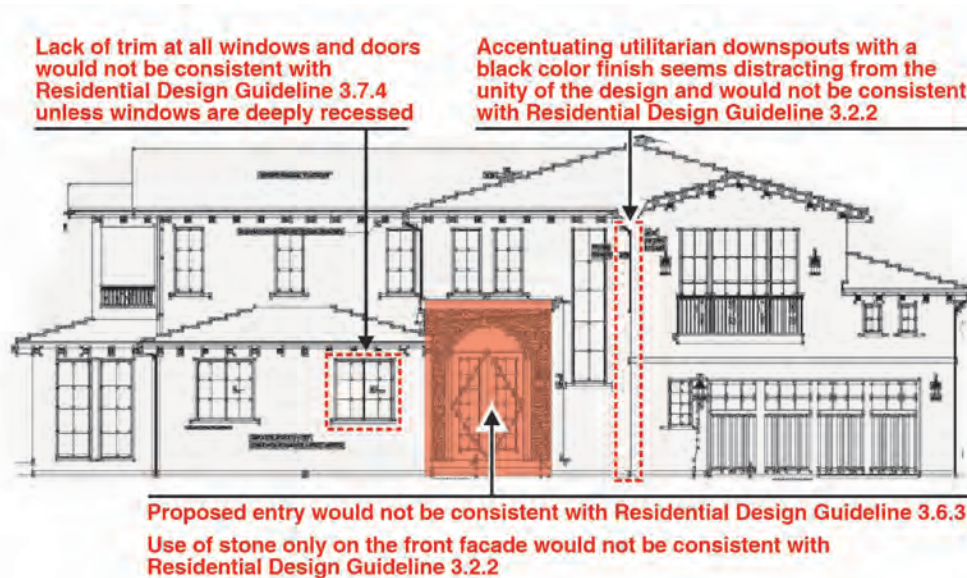 Lack of trim at all windows and doors
would not be consistent with
Residential Design Guideline 3.7.4
unless windows are deeply recessed
Accentuating utilitarian downspouts with a
black color finish seems distracting from the
unity of the design and would not be consistent
with Residential Design Guideline 3.2.2
Proposed entry would not be consistent with Residential Design Guideline 3.6.3
Use of stone only on the front facade would not be consistent with
Residential Design Guideline 3.2.2